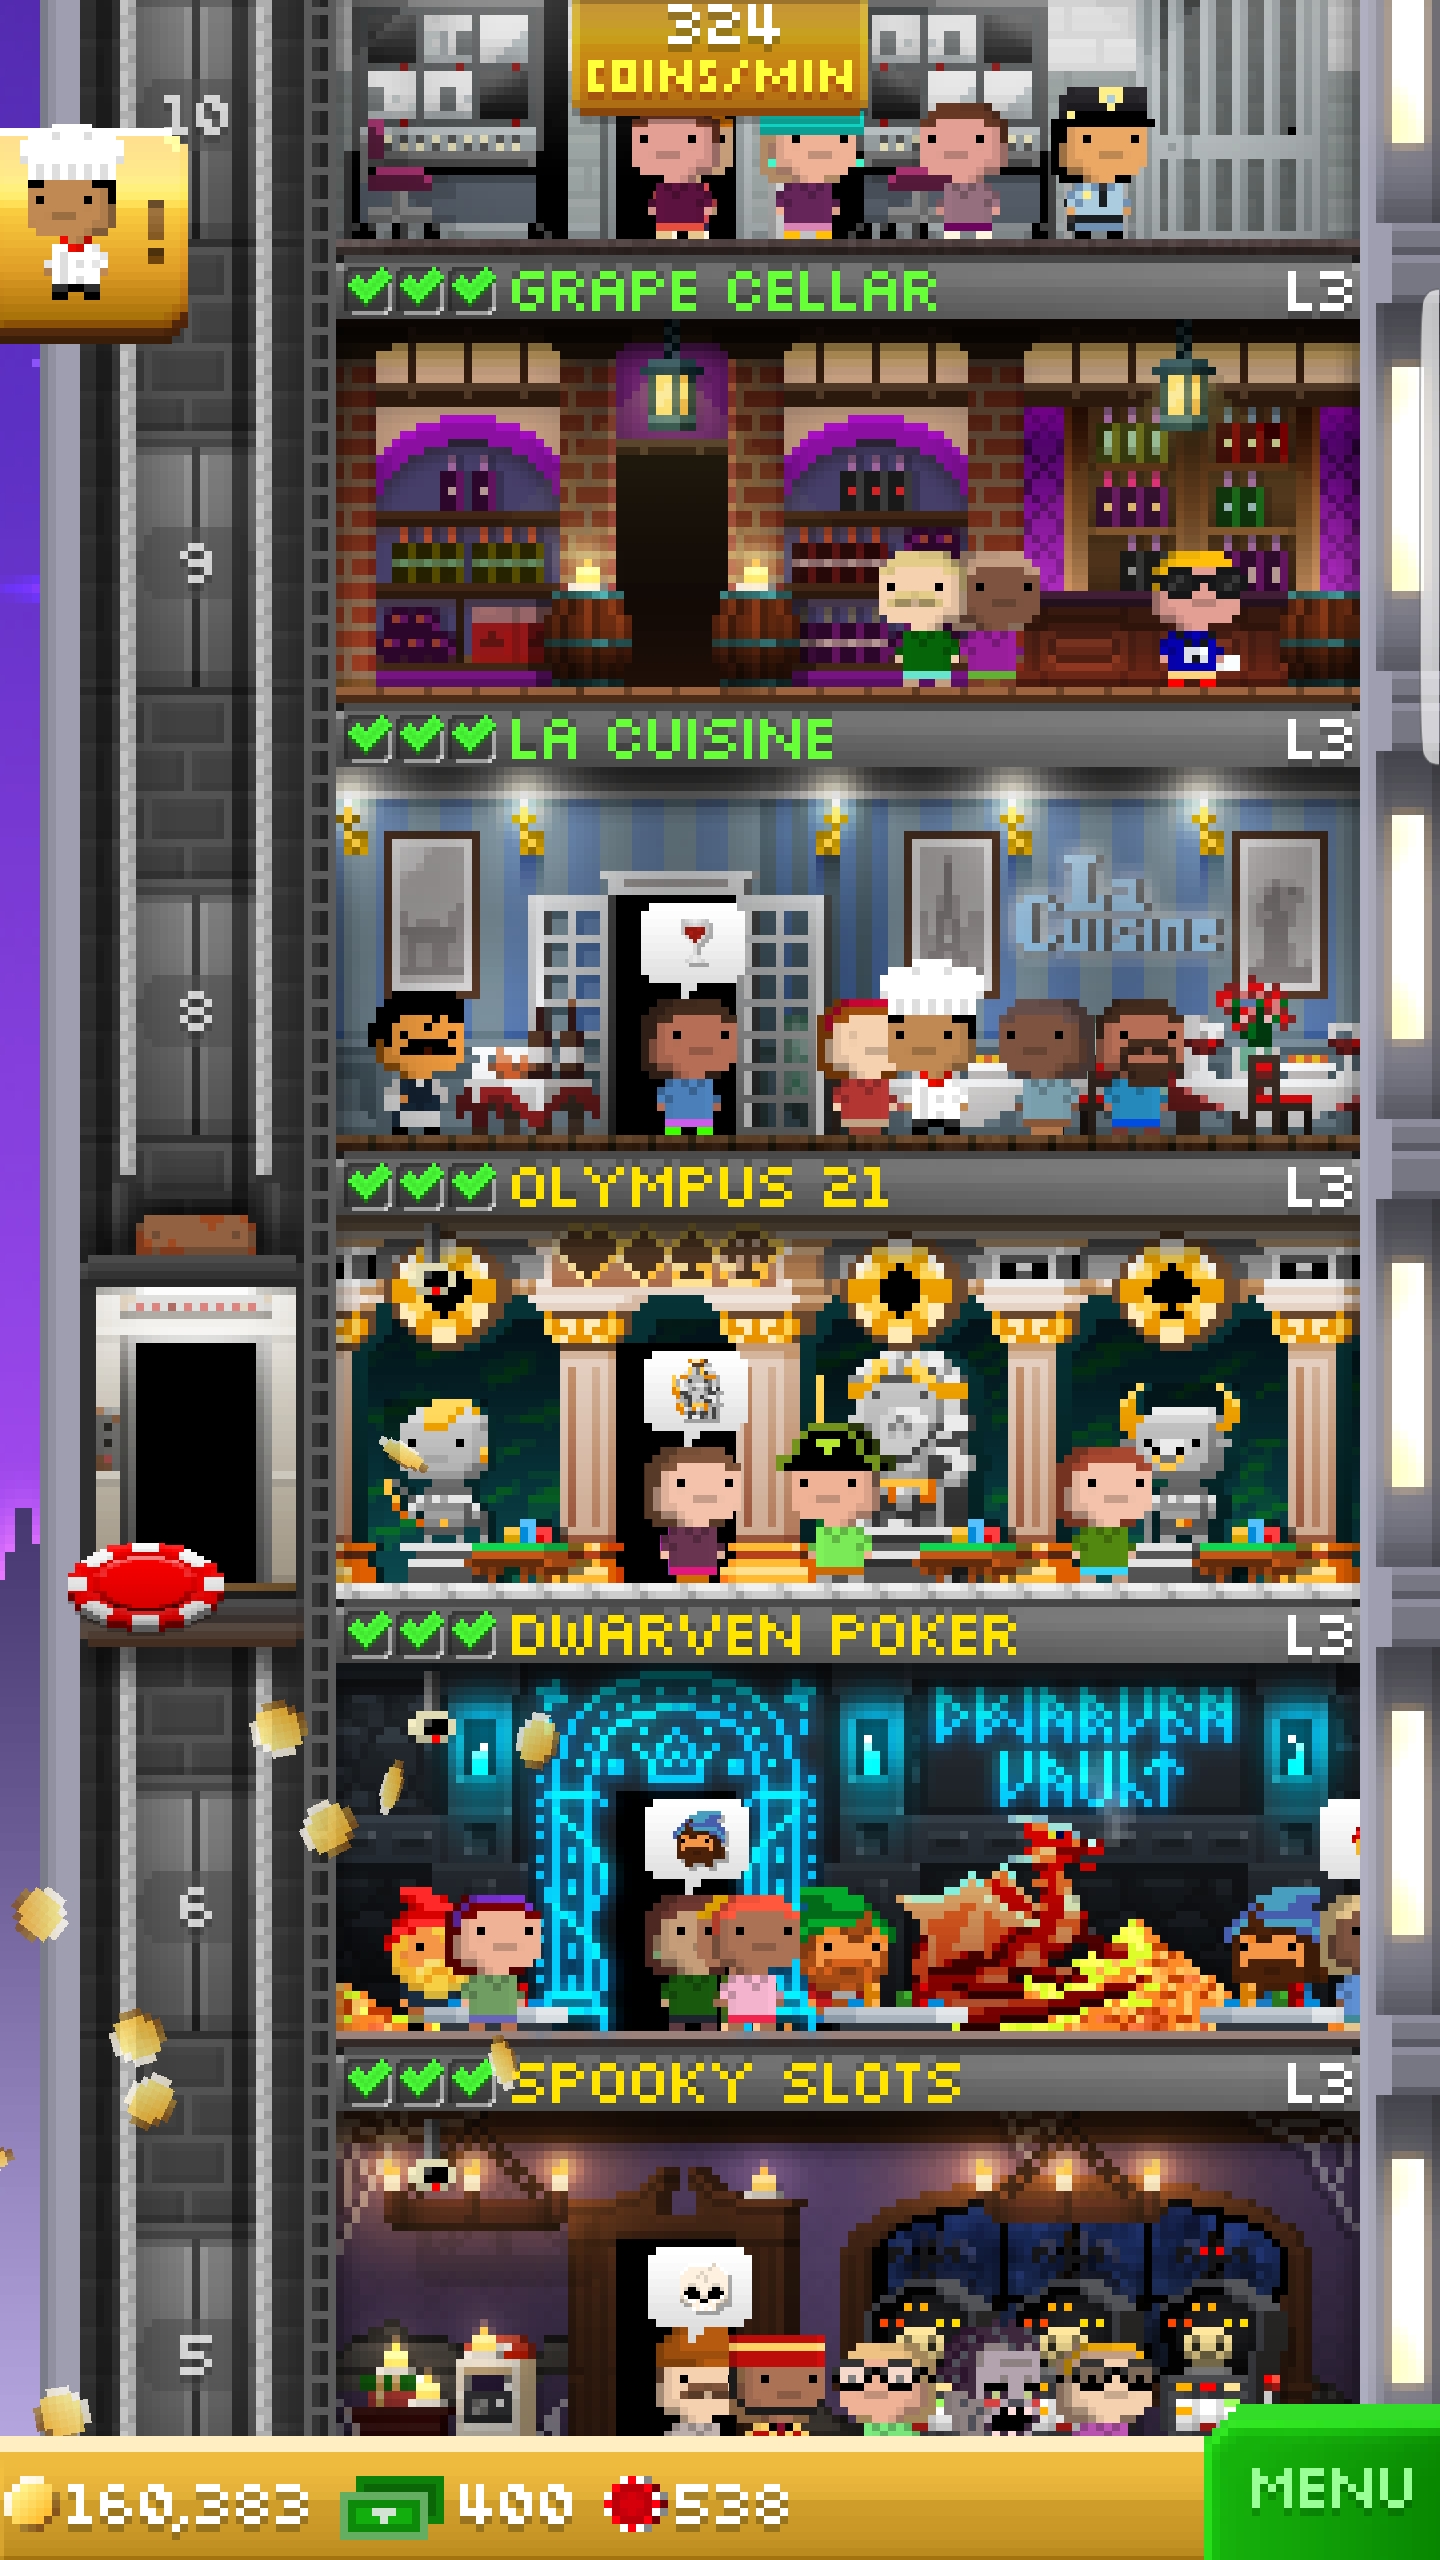 324
COINS/MIN
10
!
GRAPE CELLAR L3
9
LA CUISINE L3
La
Cuisine
8
OLYMPUS 21 L3
DWARVEN POKER L3
DWARVEN
VAULT
6
SPOOKY SLOTS L3
5
160,383 400 538
MENU